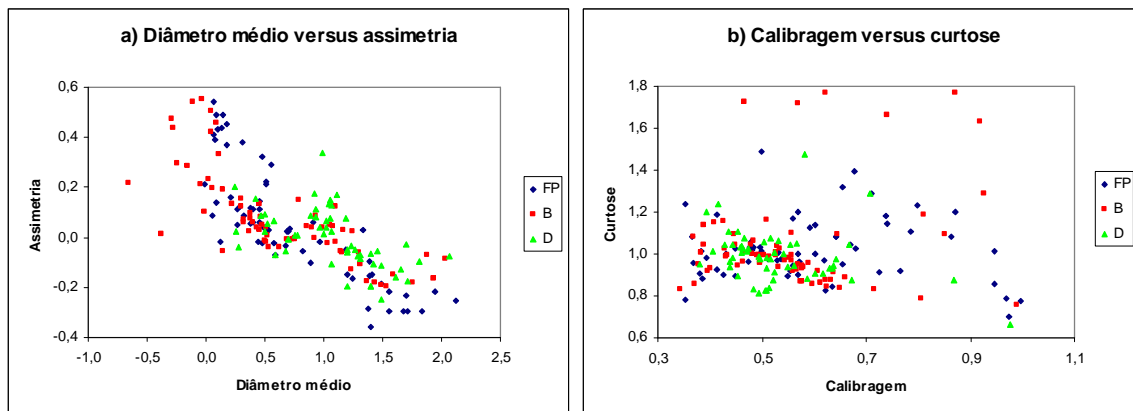 a) Diâmetro médio versus assimetria
Assimetria
0,6
0,4
0,2
0,0
-0,2
-0,4
-1,0 -0,5 0,0 0,5 1,0 1,5 2,0 2,5
Diâmetro médio
FP
B
D
b) Calibragem versus curtose
Curtose
1,8
1,6
1,4
1,2
1,0
0,8
0,6
0,3 0,5 0,7 0,9 1,1
Calibragem
FP
B
D